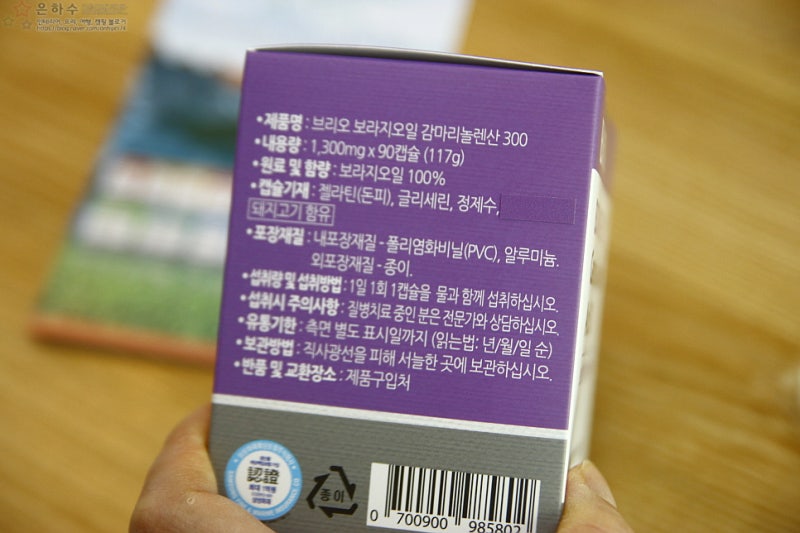 은하수
•제품명 : 브리오 보라지오일 감마리놀렌산 300
•내용량 : 1,300mg x 90캡슐 (117g)
•원료 및 함량 : 보라지오일 100%
•캡슐기재 : 젤라틴(돈피), 글리세린, 정제수,
돼지고기 함유
•포장재질 : 내포장재질 - 폴리염화비닐(PVC), 알루미늄.
외포장재질 - 종이.
•섭취량 및 섭취방법 : 1일 1회 1캡슐을 물과 함께 섭취하십시오.
•섭취시 주의사항 : 질병치료 중인 분은 전문가와 상담하십시오.
•유통기한 : 측면 별도 표시일까지 (읽는법: 년/월/일 순)
•보관방법 : 직사광선을 피해 서늘한 곳에 보관하십시오.
•반품 및 교환장소 : 제품구입처
종이
0 700900 985802